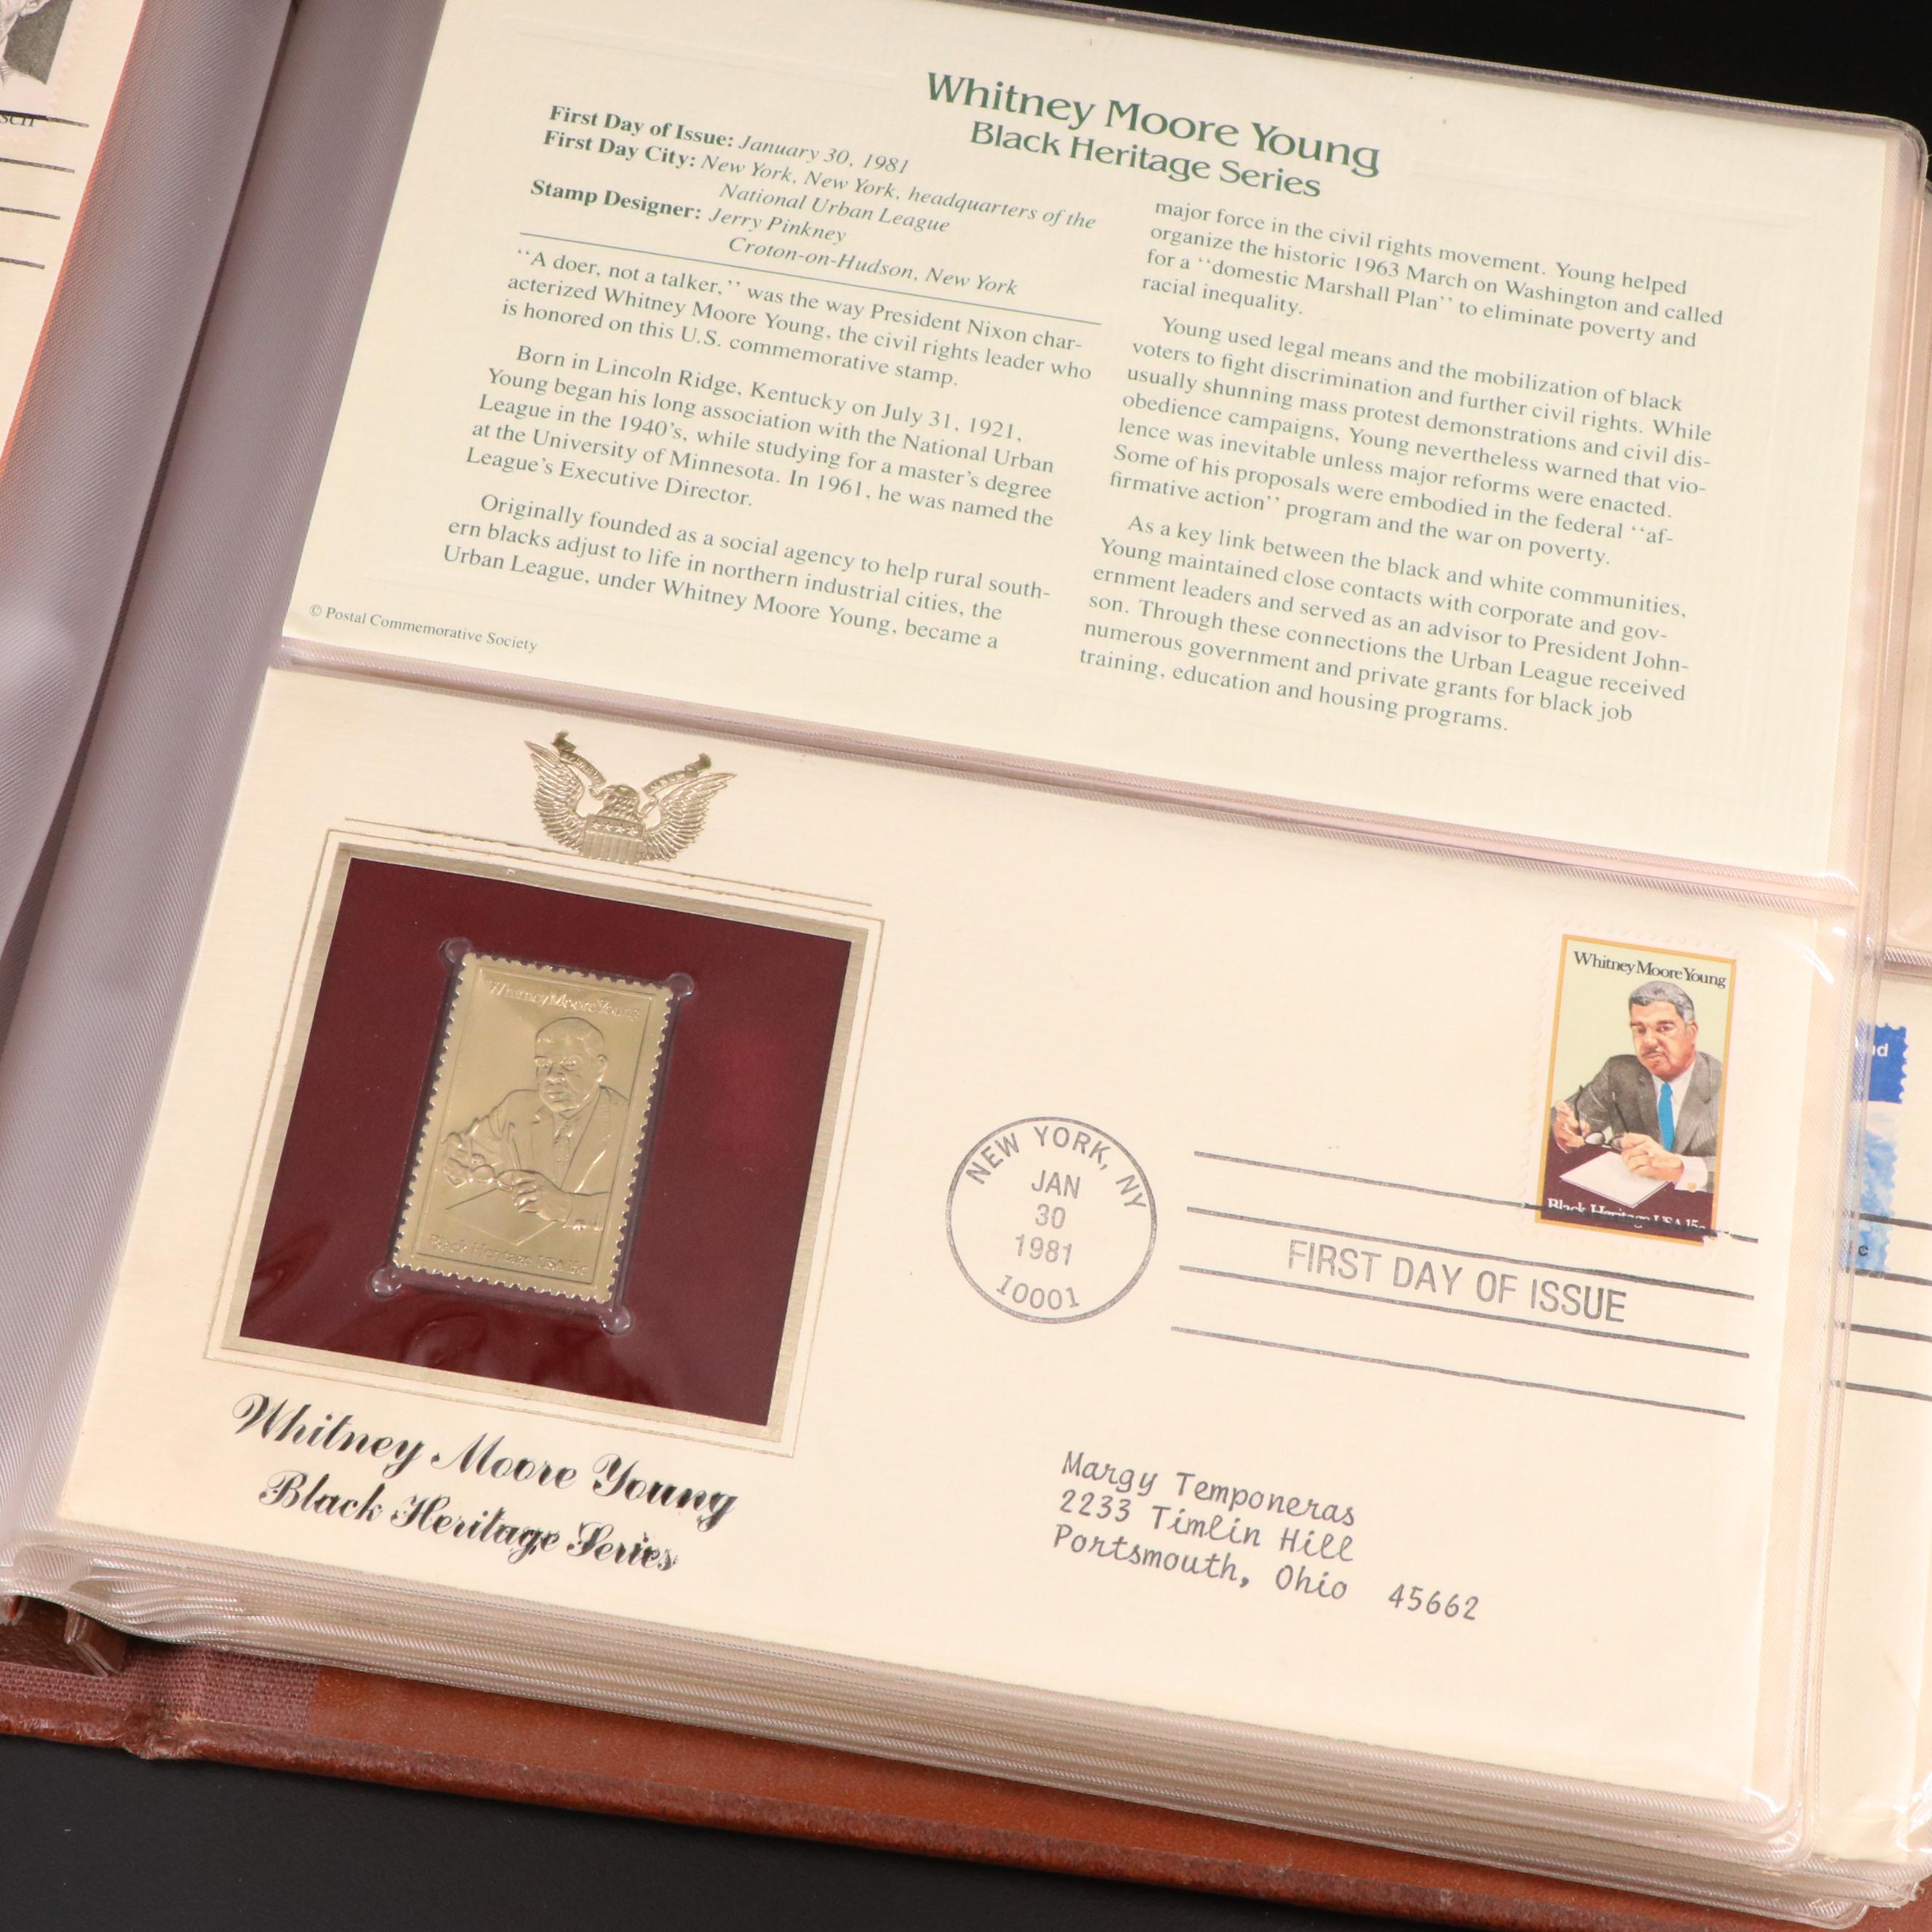 Whitney Moore Young
Black Heritage Series
First Day of Issue: January 30, 1981
First Day City: New York, New York, headquarters of the
National Urban League
Stamp Designer: Jerry Pinkney
Croton-on-Hudson, New York
‘‘A doer, not a talker,’’ was the way President Nixon char-
acterized Whitney Moore Young, the civil rights leader who
is honored on this U.S. commemorative stamp.
Born in Lincoln Ridge, Kentucky on July 31, 1921,
Young began his long association with the National Urban
League in the 1940's, while studying for a master's degree
at the University of Minnesota. In 1961, he was named the
League's Executive Director.
Originally founded as a social agency to help rural south-
ern blacks adjust to life in northern industrial cities, the
Urban League, under Whitney Moore Young, became a
© Postal Commemorative Society
major force in the civil rights movement. Young helped
organize the historic 1963 March on Washington and called
for a ‘‘domestic Marshall Plan’’ to eliminate poverty and
racial inequality.
Young used legal means and the mobilization of black
voters to fight discrimination and further civil rights. While
usually shunning mass protest demonstrations and civil dis-
obedience campaigns, Young nevertheless warned that vio-
lence was inevitable unless major reforms were enacted.
Some of his proposals were embodied in the federal ‘‘af-
firmative action’’ program and the war on poverty.
As a key link between the black and white communities,
Young maintained close contacts with corporate and gov-
ernment leaders and served as an advisor to President John-
son. Through these connections the Urban League received
numerous government and private grants for black job
training, education and housing programs.
Whitney Moore Young
Black Heritage USA 15c
Whitney Moore Young
Black Heritage USA 15c
NEW YORK, NY
JAN
30
1981
10001
FIRST DAY OF ISSUE
Whitney Moore Young
Black Heritage Series
Margy Temponeras
2233 Timlin Hill
Portsmouth, Ohio 45662